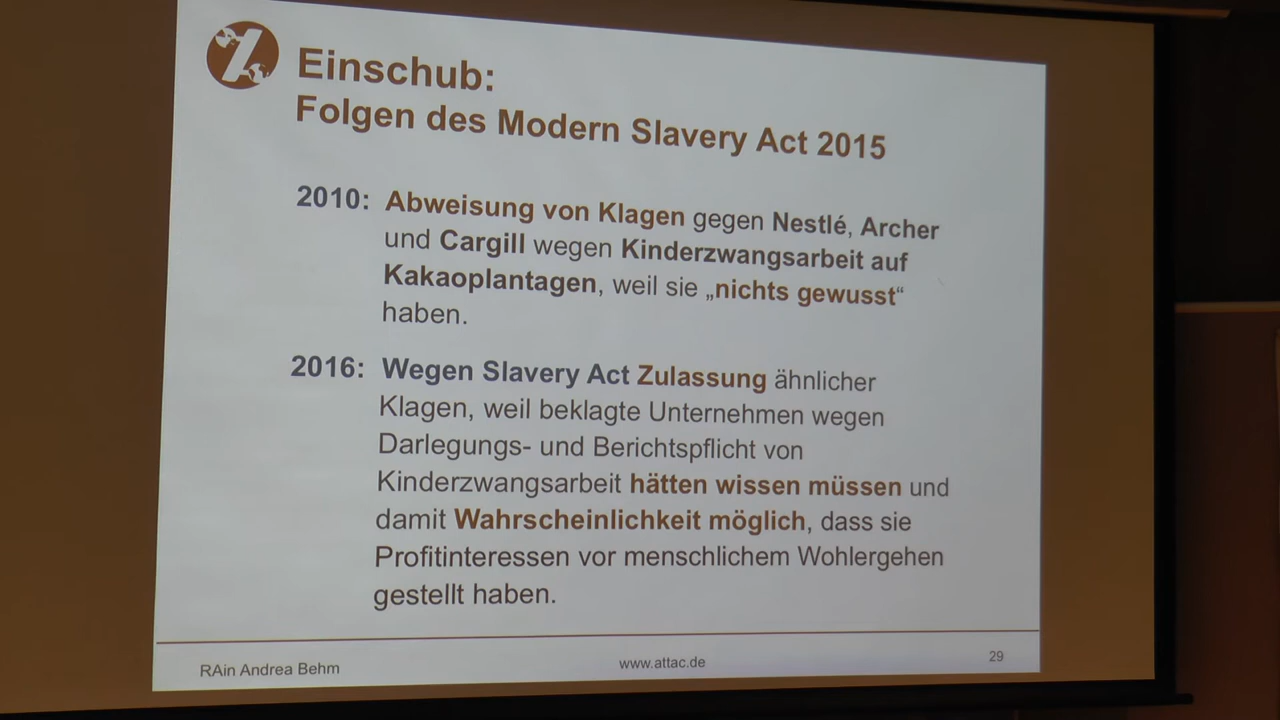 Einschub:
Folgen des Modern Slavery Act 2015
2010: Abweisung von Klagen gegen Nestlé, Archer
und Cargill wegen Kinderzwangsarbeit auf
Kakaoplantagen, weil sie „nichts gewusst“
haben.
2016: Wegen Slavery Act Zulassung ähnlicher
Klagen, weil beklagte Unternehmen wegen
Darlegungs- und Berichtspflicht von
Kinderzwangsarbeit hätten wissen müssen und
damit Wahrscheinlichkeit möglich, dass sie
Profitinteressen vor menschlichem Wohlergehen
gestellt haben.
RAin Andrea Behm www.attac.de 29